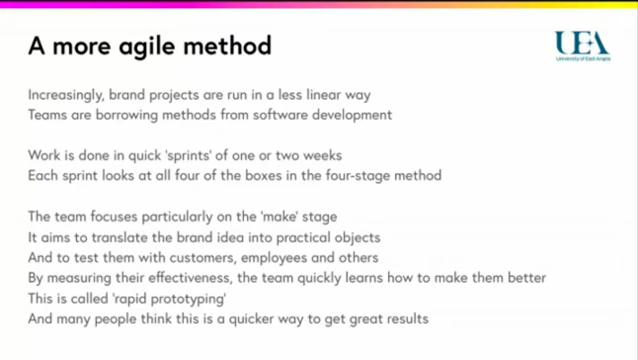 A more agile method
UEA
University of East Anglia
Increasingly, brand projects are run in a less linear way
Teams are borrowing methods from software development
Work is done in quick 'sprints' of one or two weeks
Each sprint looks at all four of the boxes in the four-stage method
The team focuses particularly on the 'make' stage
It aims to translate the brand idea into practical objects
And to test them with customers, employees and others
By measuring their effectiveness, the team quickly learns how to make them better
This is called 'rapid prototyping'
And many people think this is a quicker way to get great results